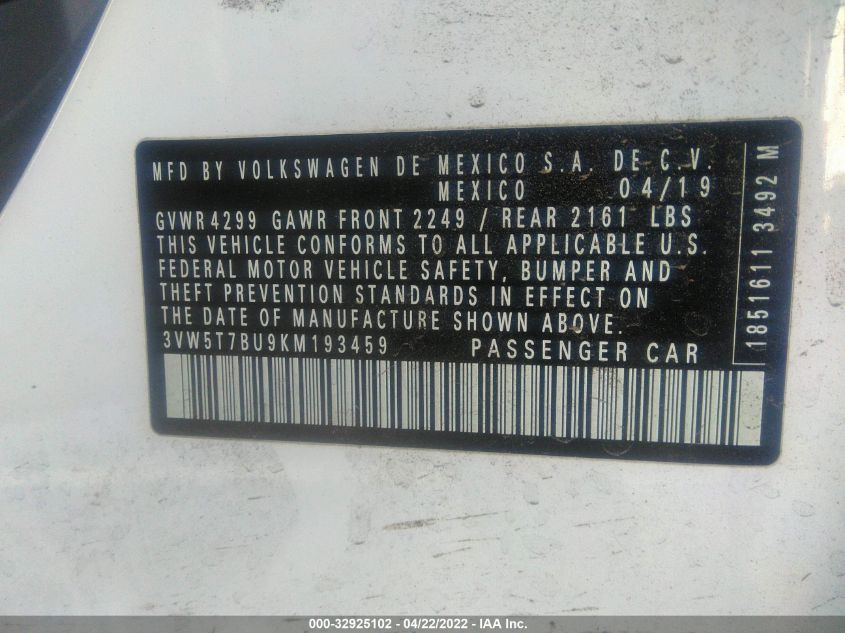 MFD BY VOLKSWAGEN DE MEXICO S.A. DE C.V.
MEXICO 04/19
GVWR 4299 GAWR FRONT 2249 / REAR 2161 LBS
THIS VEHICLE CONFORMS TO ALL APPLICABLE U.S.
FEDERAL MOTOR VEHICLE SAFETY, BUMPER AND
THEFT PREVENTION STANDARDS IN EFFECT ON
THE DATE OF MANUFACTURE SHOWN ABOVE.
3VW5T7BU9KM193459 PASSENGER CAR
1851611 3492 M
000-32925102 - 04/22/2022 - IAA Inc.